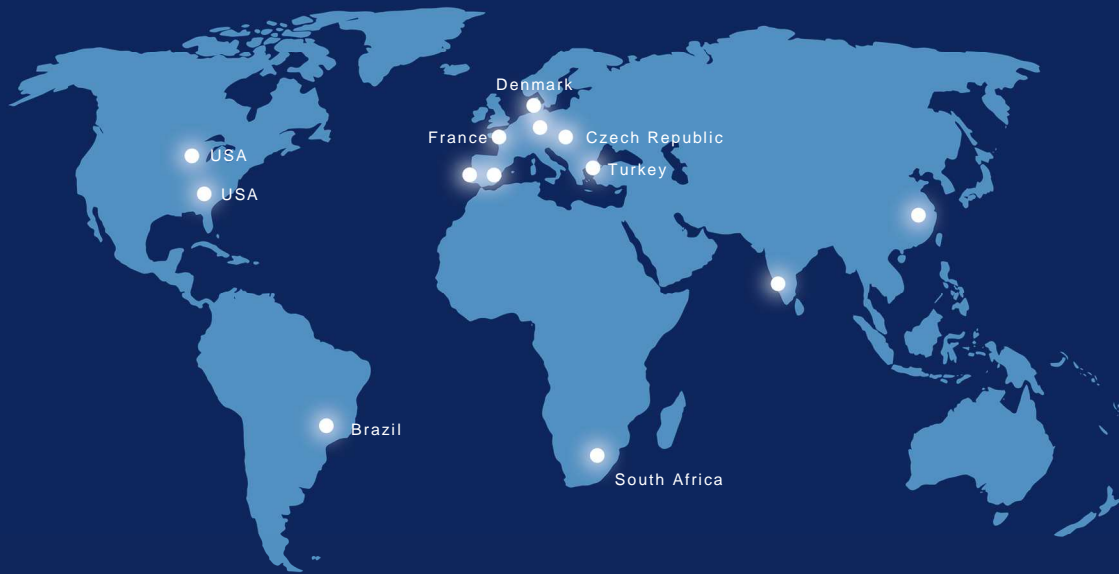 Denmark
France
Czech Republic
USA
Turkey
USA
Brazil
South Africa